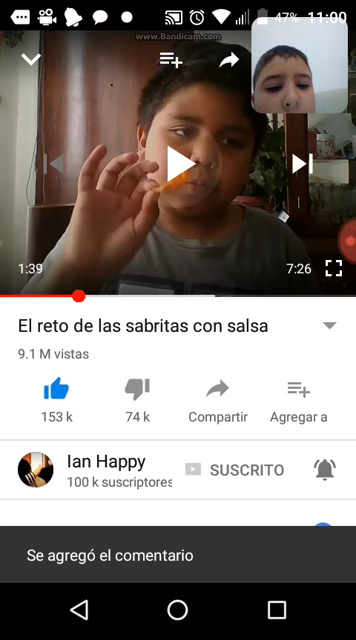 47% 11:00
www.Bandicam.com
1:39
7:26
El reto de las sabritas con salsa
9.1 M vistas
153 k
74 k
Compartir
Agregar a
Ian Happy
100 k suscriptores
SUSCRITO
Se agregó el comentario